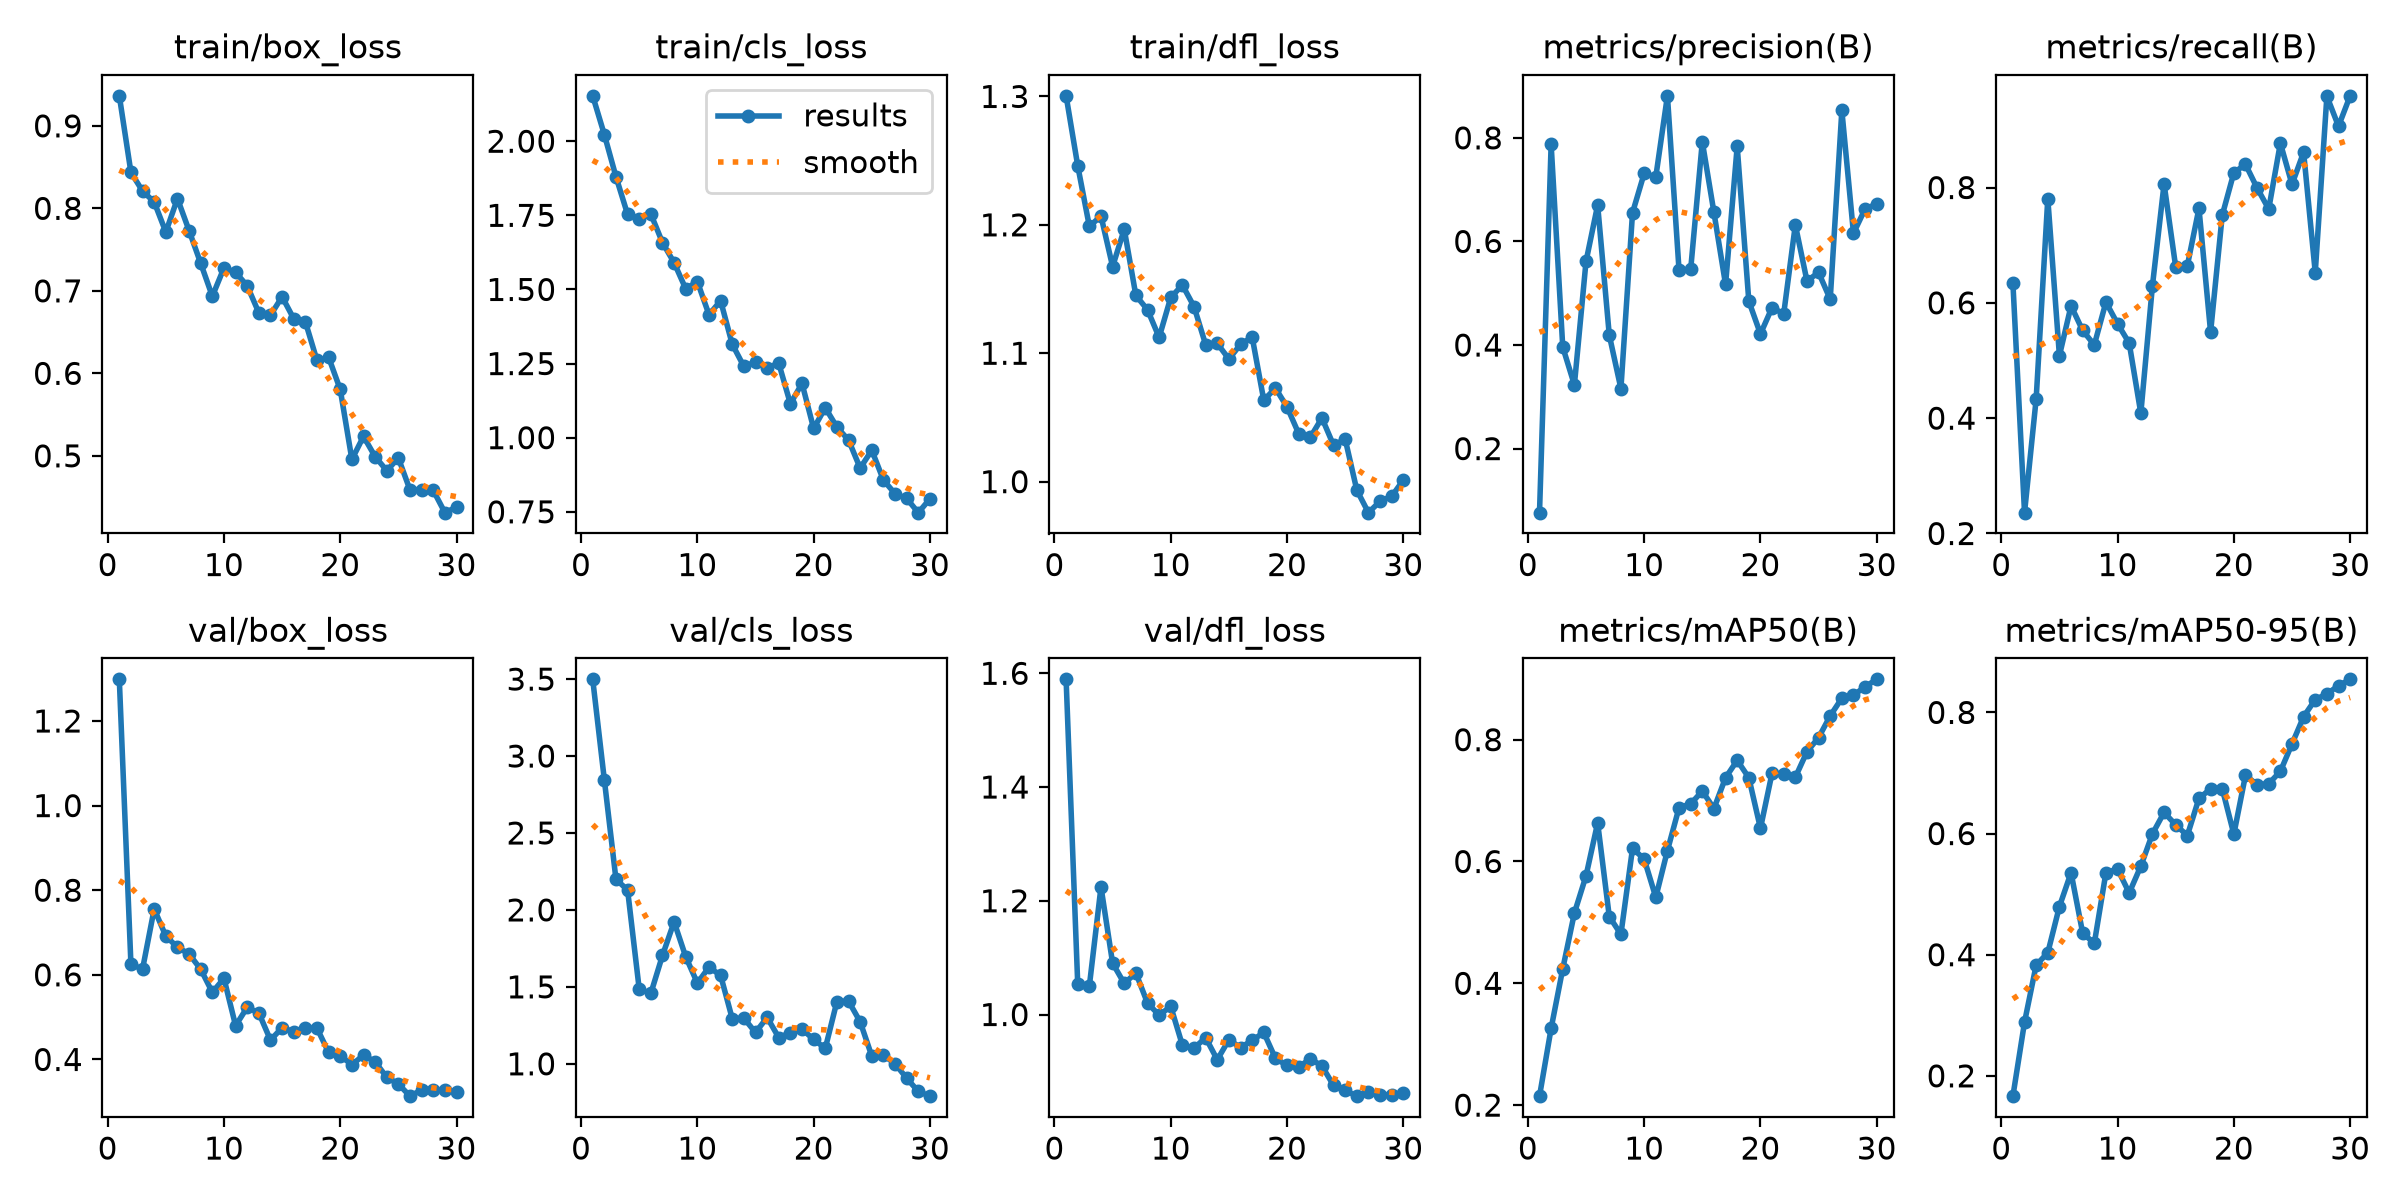 train/box_loss
train/cls_loss
train/dfl_loss
metrics/precision(B)
metrics/recall(B)
0.9
0.8
0.7
0.6
0.5
0 10 20 30
results
smooth
2.00
1.75
1.50
1.25
1.00
0.75
0 10 20 30
1.3
1.2
1.1
1.0
0 10 20 30
0.8
0.6
0.4
0.2
0 10 20 30
0.8
0.6
0.4
0.2
0 10 20 30
val/box_loss
val/cls_loss
val/dfl_loss
metrics/mAP50(B)
metrics/mAP50-95(B)
1.2
1.0
0.8
0.6
0.4
0 10 20 30
3.5
3.0
2.5
2.0
1.5
1.0
0 10 20 30
1.6
1.4
1.2
1.0
0 10 20 30
0.8
0.6
0.4
0.2
0 10 20 30
0.8
0.6
0.4
0.2
0 10 20 30